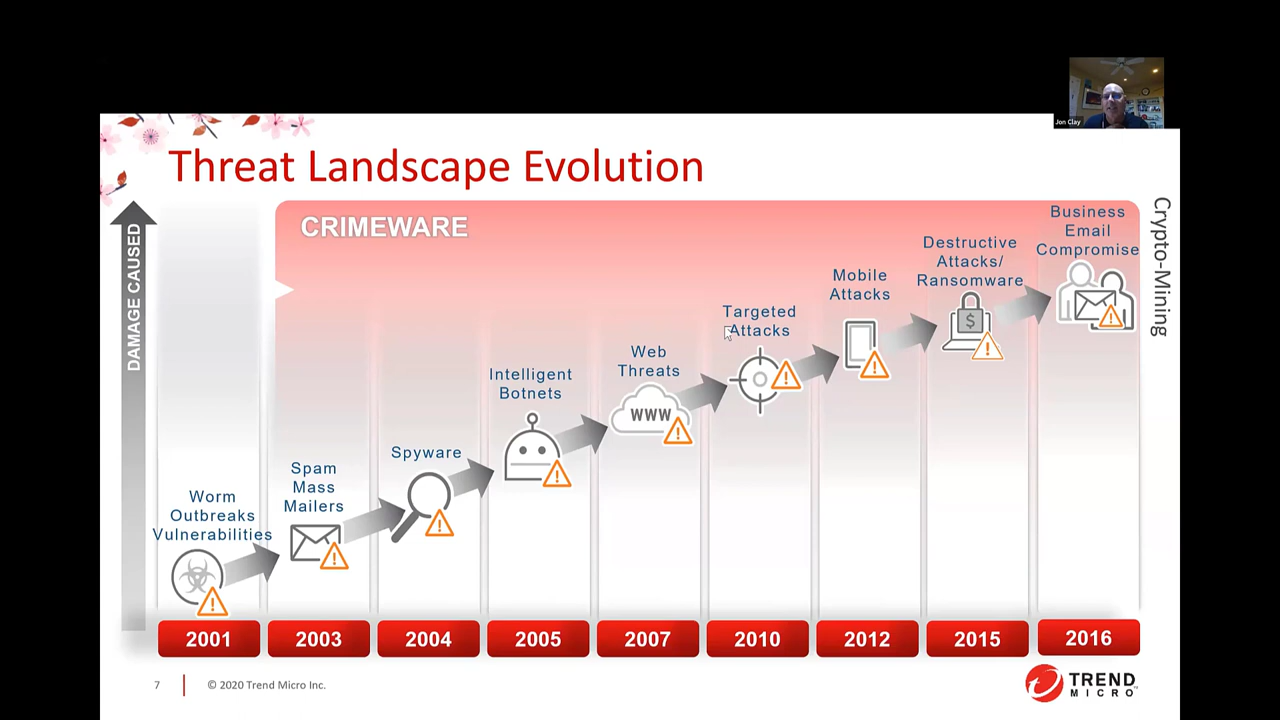 Jon Clay
Threat Landscape Evolution
DAMAGE CAUSED
CRIMEWARE
Worm
Outbreaks
Vulnerabilities
Spam
Mass
Mailers
Spyware
Intelligent
Botnets
Web
Threats
WWW
Targeted
Attacks
Mobile
Attacks
Destructive
Attacks/
Ransomware
$
Business
Email
Compromise
Crypto-Mining
2001
2003
2004
2005
2007
2010
2012
2015
2016
7
© 2020 Trend Micro Inc.
TREND
MICRO™